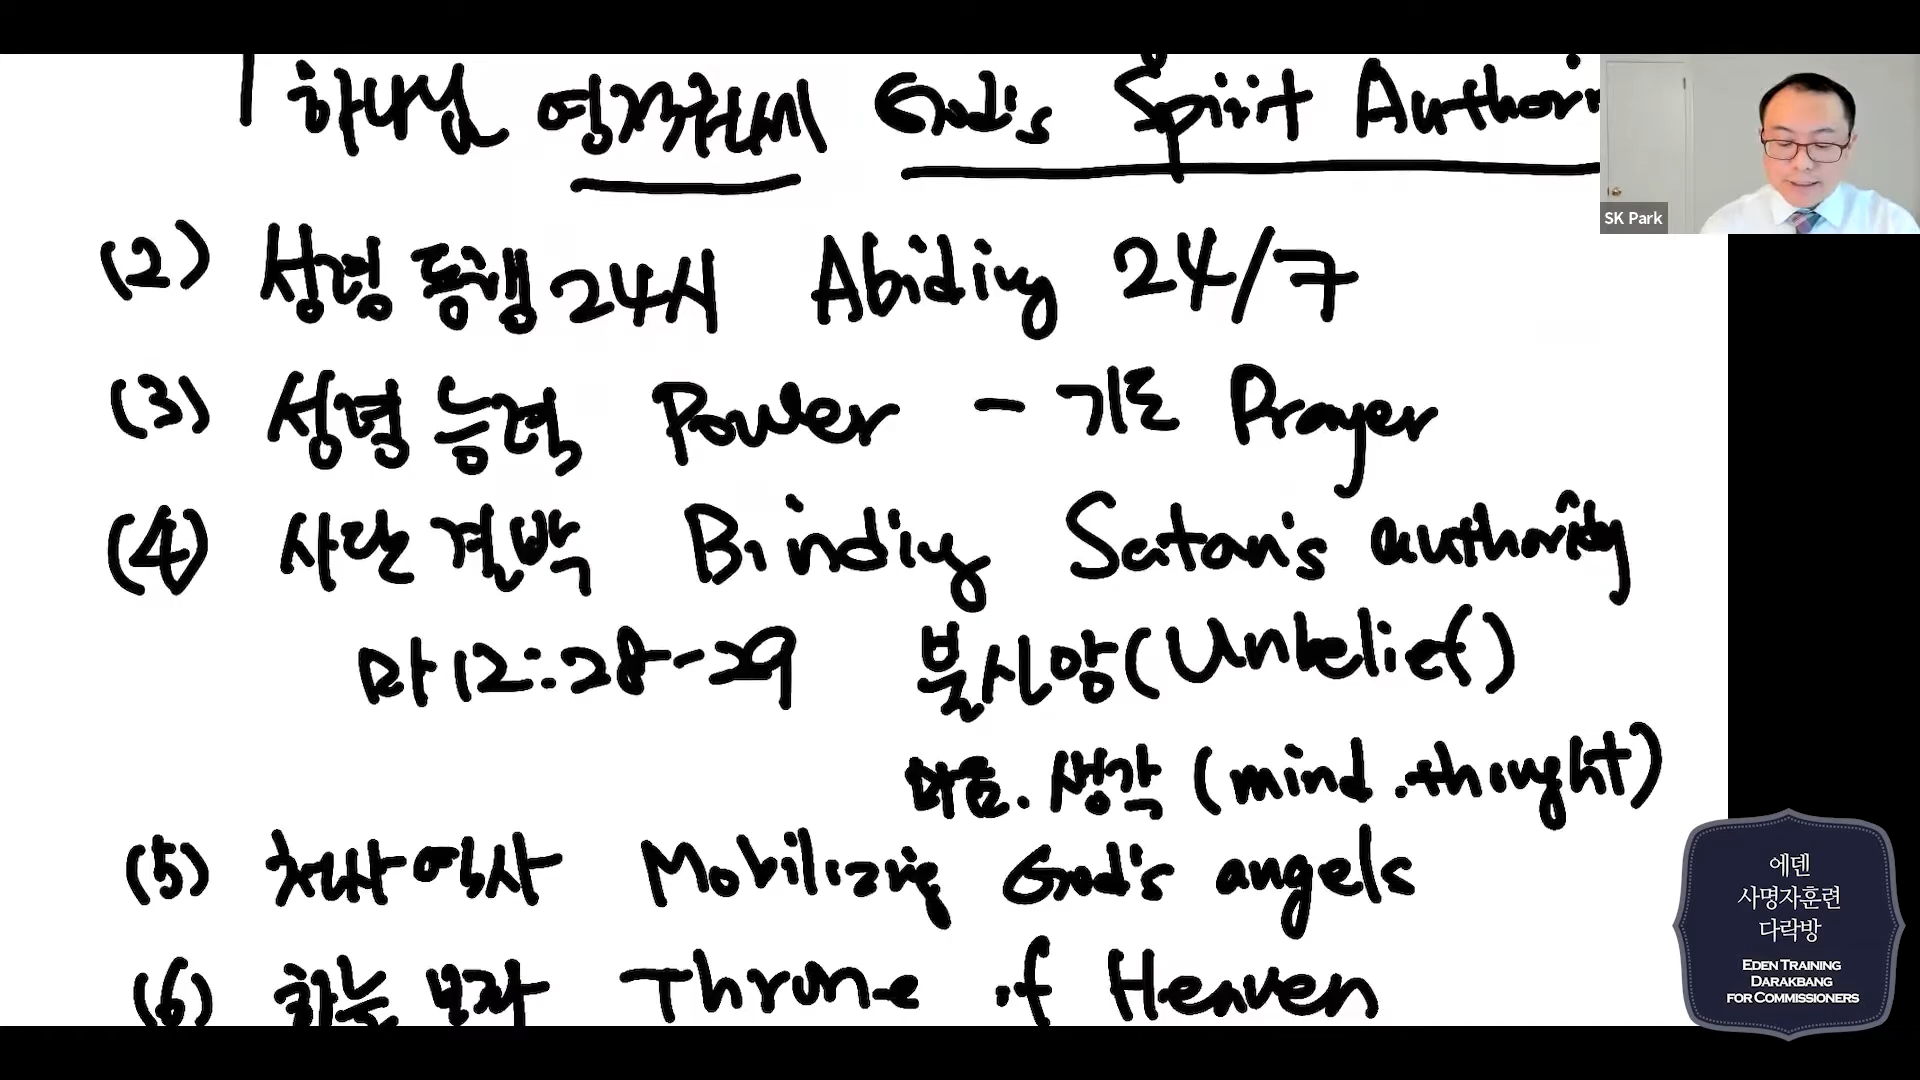 하나님 영적권세 God's Spirit Authori
SK Park
(2) 성령 동행 24시 Abiding 24/7
(3) 성령 능력 Power - 기도 Prayer
(4) 사단 결박 Binding Satan's authority
마 12:28-29 불신앙 (Unbelief)
마음. 생각 (mind. thought)
(5) 천사 역사 Mobilizing God's angels
(6) 하늘 보좌 Throne of Heaven
에덴
사명자훈련
다락방
EDEN TRAINING
DARAKBANG
FOR COMMISSIONERS